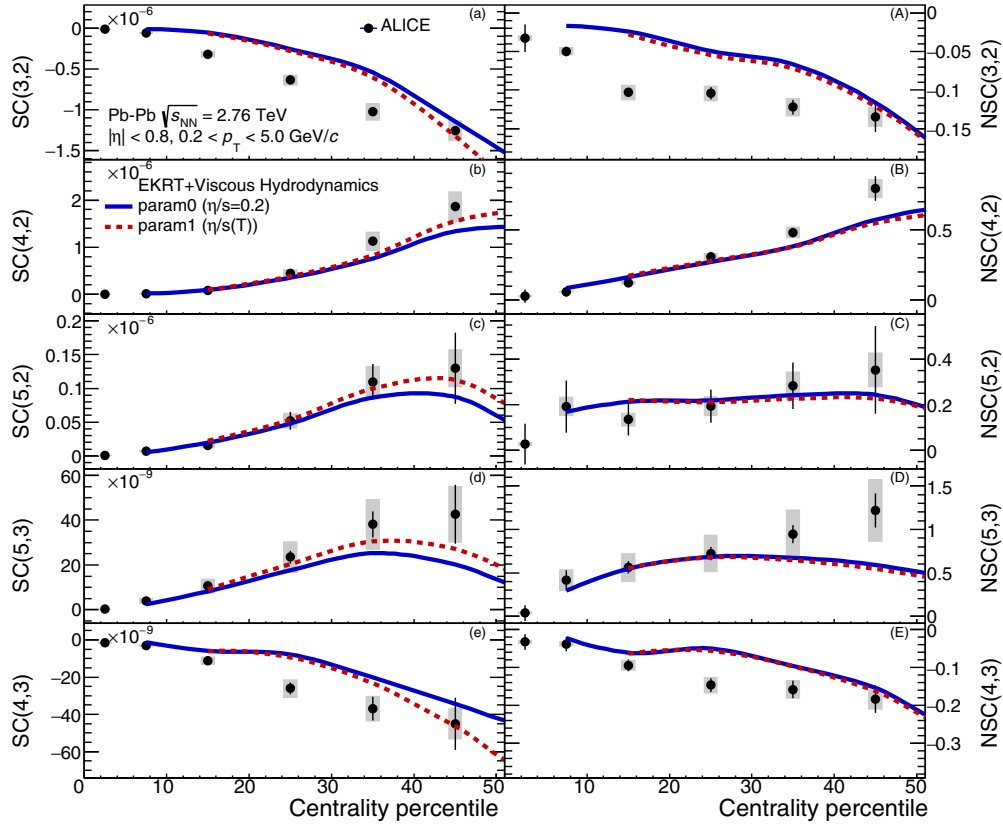 ×10⁻⁶
(a)
ALICE
SC(3,2)
0
−0.5
−1
−1.5
Pb-Pb √sNN = 2.76 TeV
|η| < 0.8, 0.2 < pT < 5.0 GeV/c
(A)
0
−0.05
−0.1
−0.15
NSC(3,2)
×10⁻⁶
(b)
SC(4,2)
2
1
0
EKRT+Viscous Hydrodynamics
param0 (η/s=0.2)
param1 (η/s(T))
(B)
0.5
0
NSC(4,2)
×10⁻⁶
(c)
SC(5,2)
0.2
0.15
0.1
0.05
0
(C)
0.4
0.2
0
NSC(5,2)
×10⁻⁹
(d)
SC(5,3)
40
20
0
(D)
1.5
1
0.5
0
NSC(5,3)
×10⁻⁹
(e)
SC(4,3)
0
−20
−40
−60
(E)
0
−0.1
−0.2
−0.3
NSC(4,3)
0 10 20 30 40 50
Centrality percentile
10 20 30 40 50
Centrality percentile